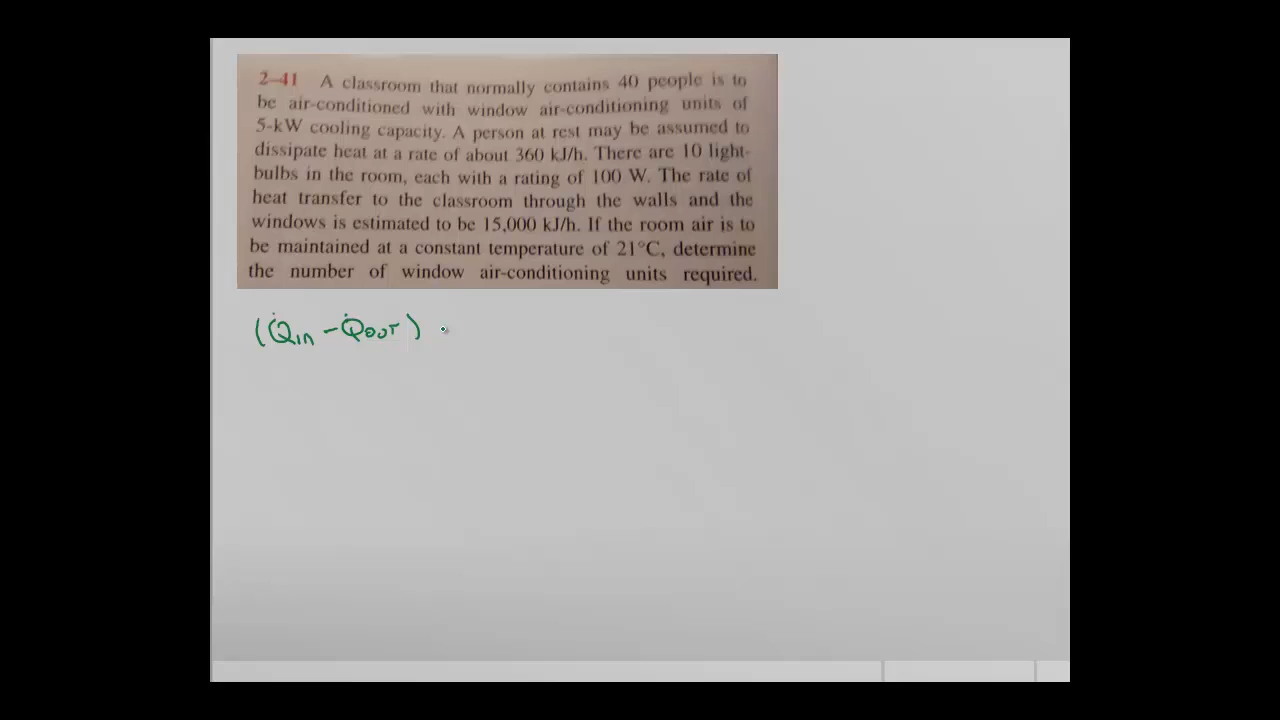 2–41 A classroom that normally contains 40 people is to
be air-conditioned with window air-conditioning units of
5-kW cooling capacity. A person at rest may be assumed to
dissipate heat at a rate of about 360 kJ/h. There are 10 light-
bulbs in the room, each with a rating of 100 W. The rate of
heat transfer to the classroom through the walls and the
windows is estimated to be 15,000 kJ/h. If the room air is to
be maintained at a constant temperature of 21°C, determine
the number of window air-conditioning units required.
(Q̇in − Q̇out)